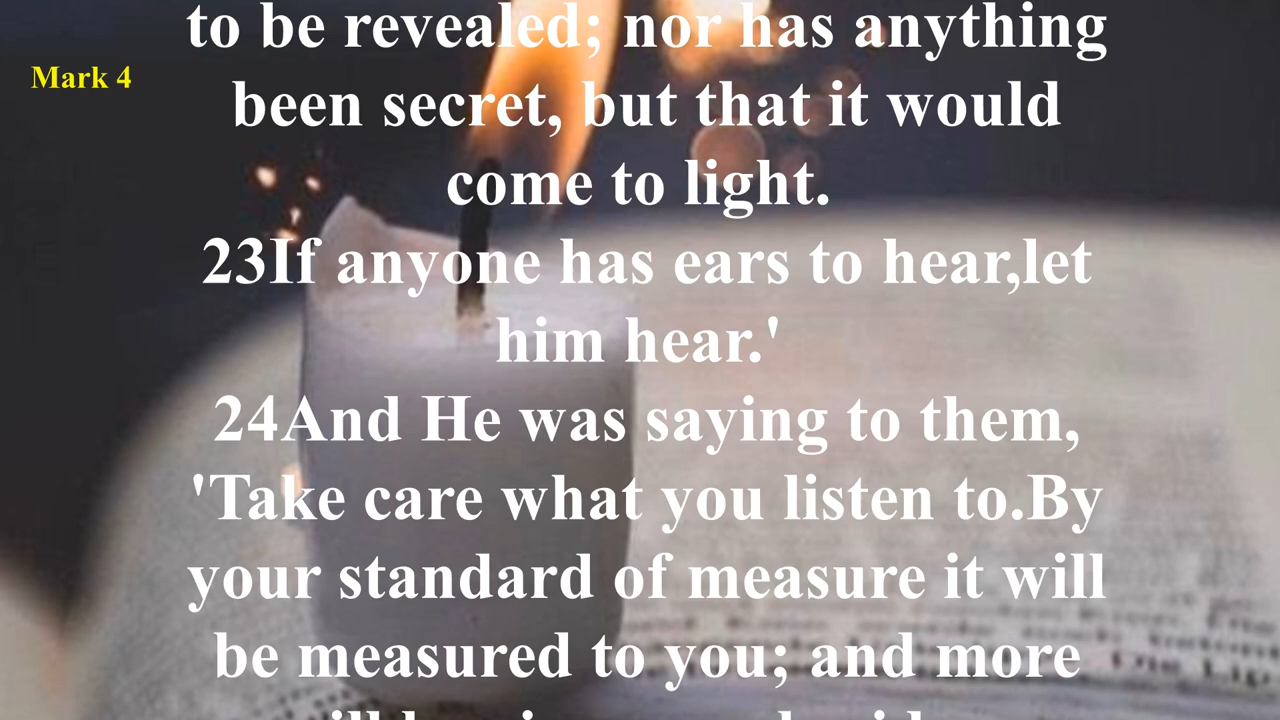 to be revealed; nor has anything
Mark 4
been secret, but that it would
come to light.
23If anyone has ears to hear,let
him hear.'
24And He was saying to them,
'Take care what you listen to.By
your standard of measure it will
be measured to you; and more